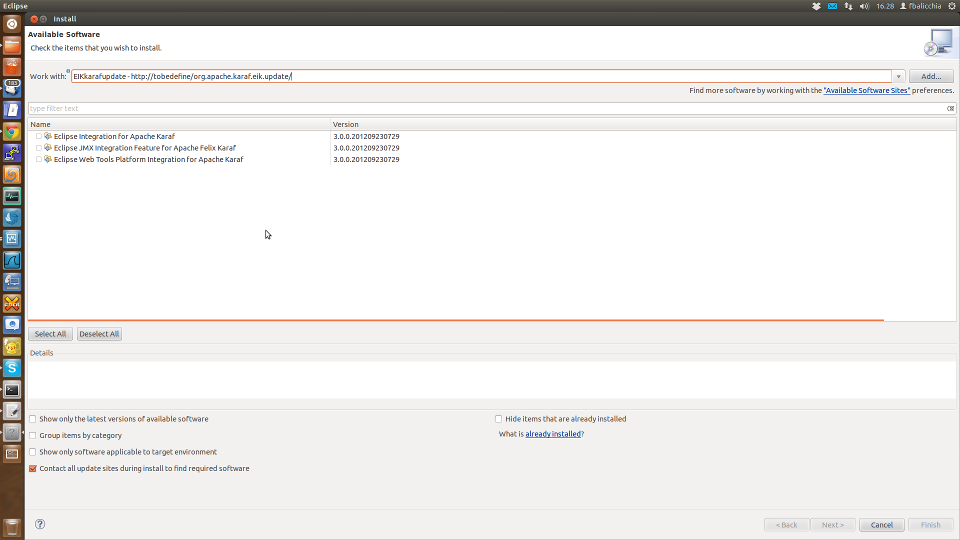 Eclipse
16.28 fbalicchia
Install
Available Software
Check the items that you wish to install.
Work with: EIKkarafupdate - http://tobedefine/org.apache.karaf.eik.update/ Add...
Find more software by working with the "Available Software Sites" preferences.
type filter text
Name Version
Eclipse Integration for Apache Karaf 3.0.0.201209230729
Eclipse JMX Integration Feature for Apache Felix Karaf 3.0.0.201209230729
Eclipse Web Tools Platform Integration for Apache Karaf 3.0.0.201209230729
Select All Deselect All
Details
Show only the latest versions of available software Hide items that are already installed
Group items by category What is already installed?
Show only software applicable to target environment
Contact all update sites during install to find required software
? < Back Next > Cancel Finish